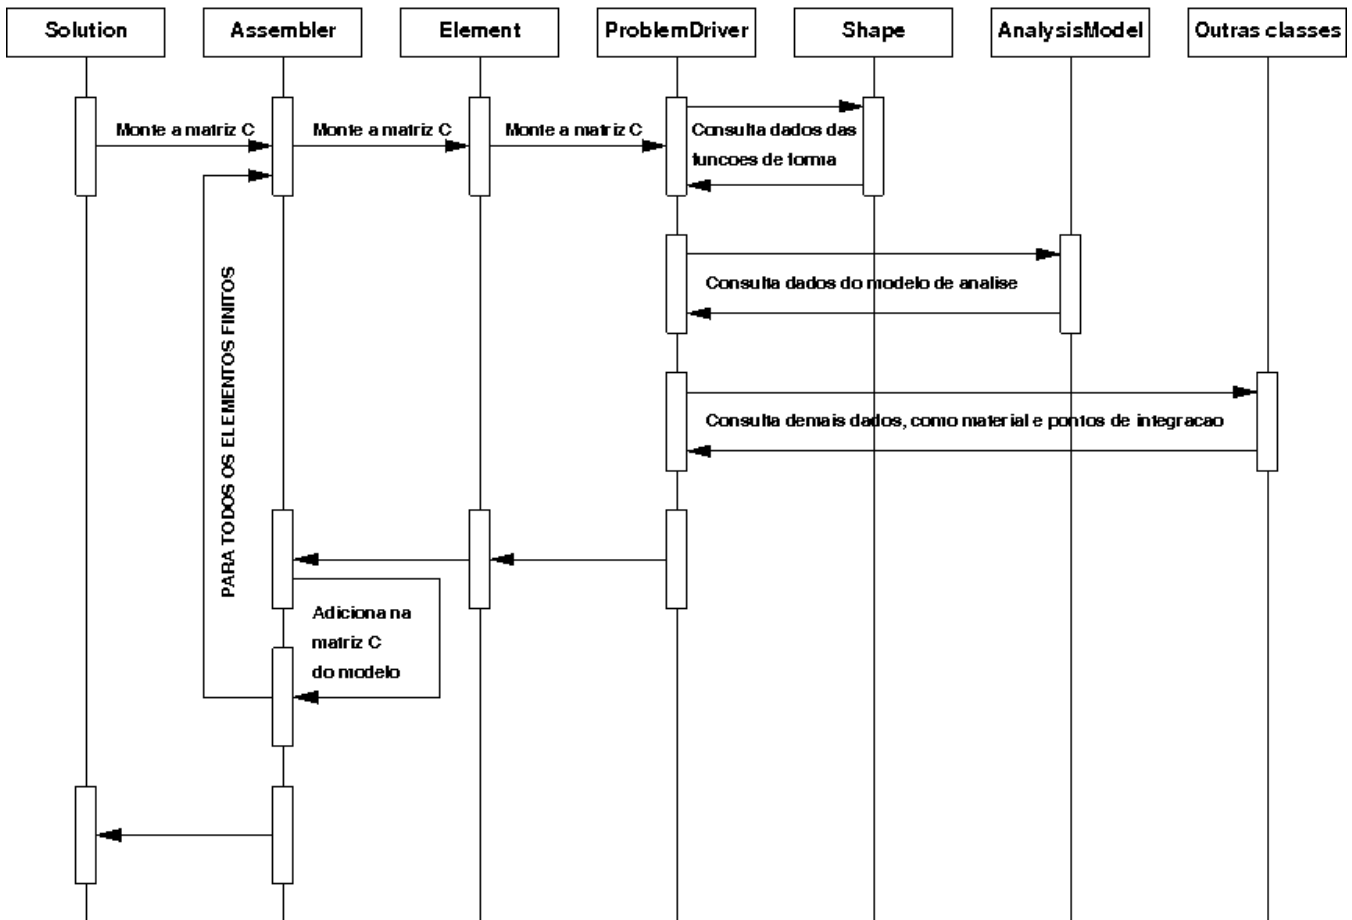 Solution
Assembler
Element
ProblemDriver
Shape
AnalysisModel
Outras classes
Monte a matriz C
Monte a matriz C
Monte a matriz C
Consulta dados das
funcoes de forma
Consulta dados do modelo de analise
Consulta demais dados, como material e pontos de integracao
PARA TODOS OS ELEMENTOS FINITOS
Adiciona na
matriz C
do modelo